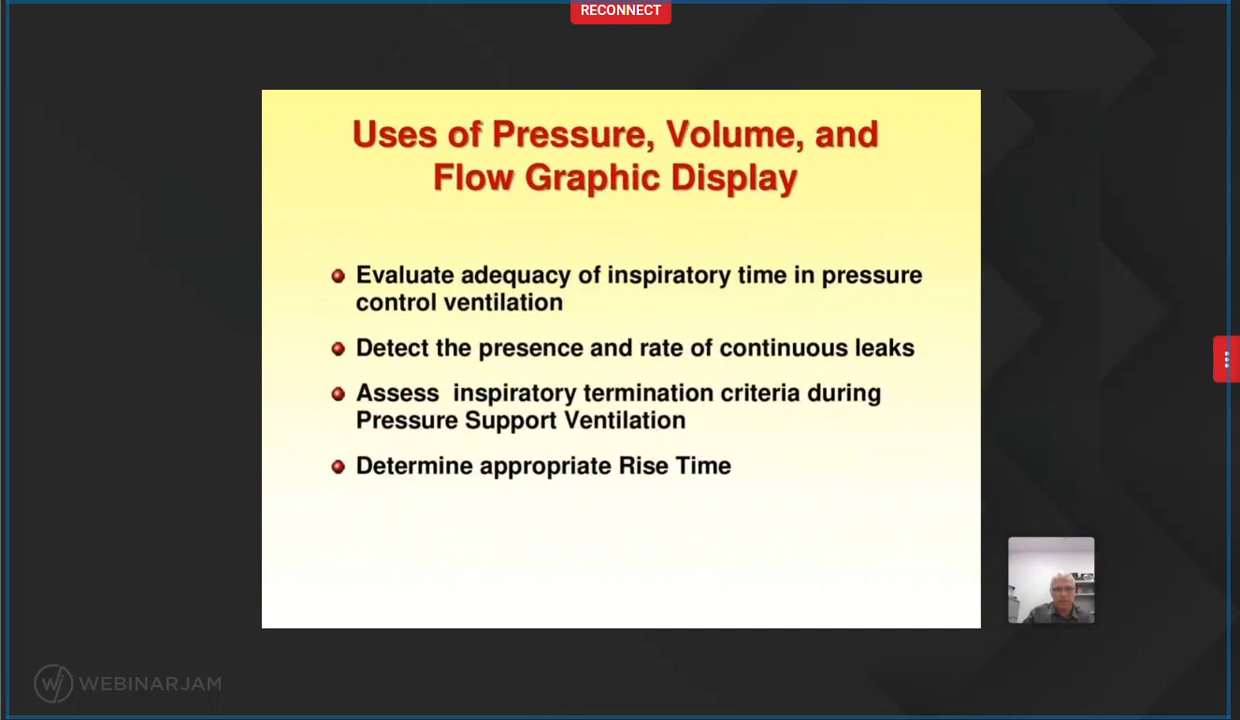 RECONNECT
Uses of Pressure, Volume, and
Flow Graphic Display
Evaluate adequacy of inspiratory time in pressure
control ventilation
Detect the presence and rate of continuous leaks
Assess  inspiratory termination criteria during
Pressure Support Ventilation
Determine appropriate Rise Time
WEBINARJAM